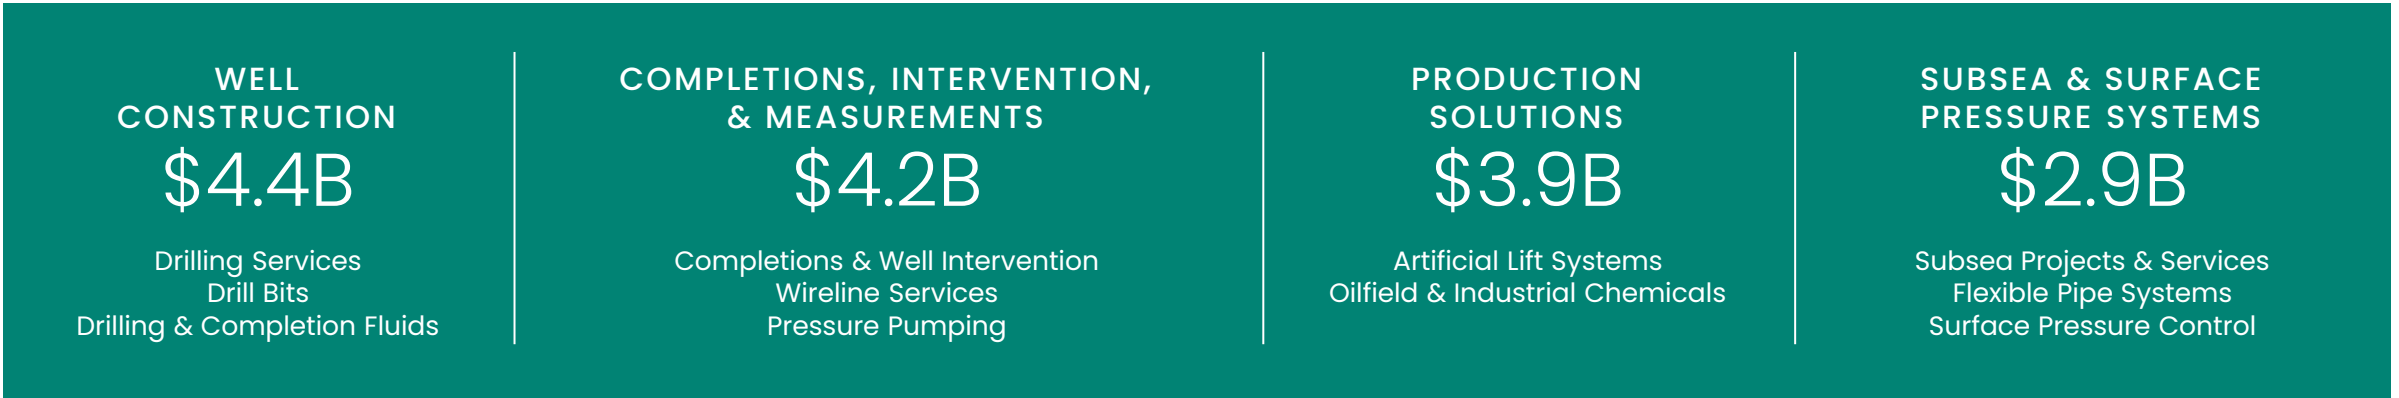 WELL
CONSTRUCTION
$4.4B
Drilling Services
Drill Bits
Drilling & Completion Fluids
COMPLETIONS, INTERVENTION,
& MEASUREMENTS
$4.2B
Completions & Well Intervention
Wireline Services
Pressure Pumping
PRODUCTION
SOLUTIONS
$3.9B
Artificial Lift Systems
Oilfield & Industrial Chemicals
SUBSEA & SURFACE
PRESSURE SYSTEMS
$2.9B
Subsea Projects & Services
Flexible Pipe Systems
Surface Pressure Control